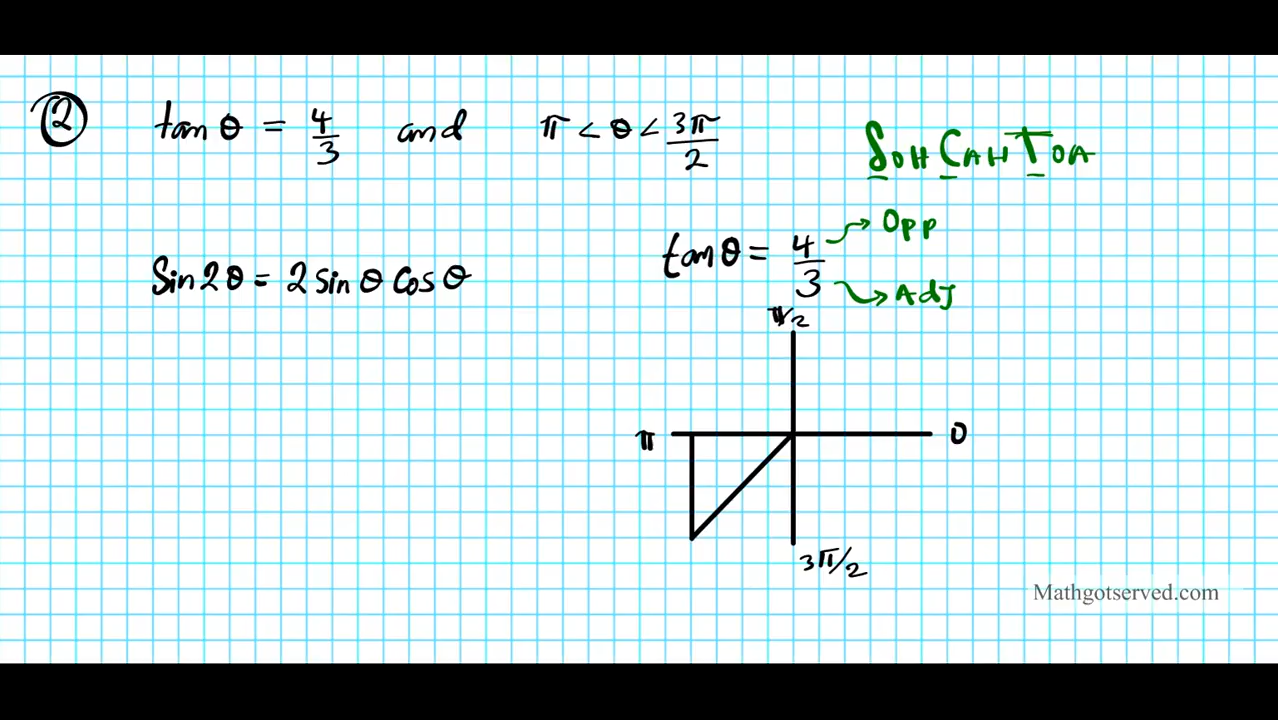 ② tan θ = 4/3 and π < θ < 3π/2
SOH CAH TOA
Sin 2θ = 2 sin θ cos θ
tan θ = 4/3
Opp
Adj
π/2
π
0
3π/2
Mathgotserved.com